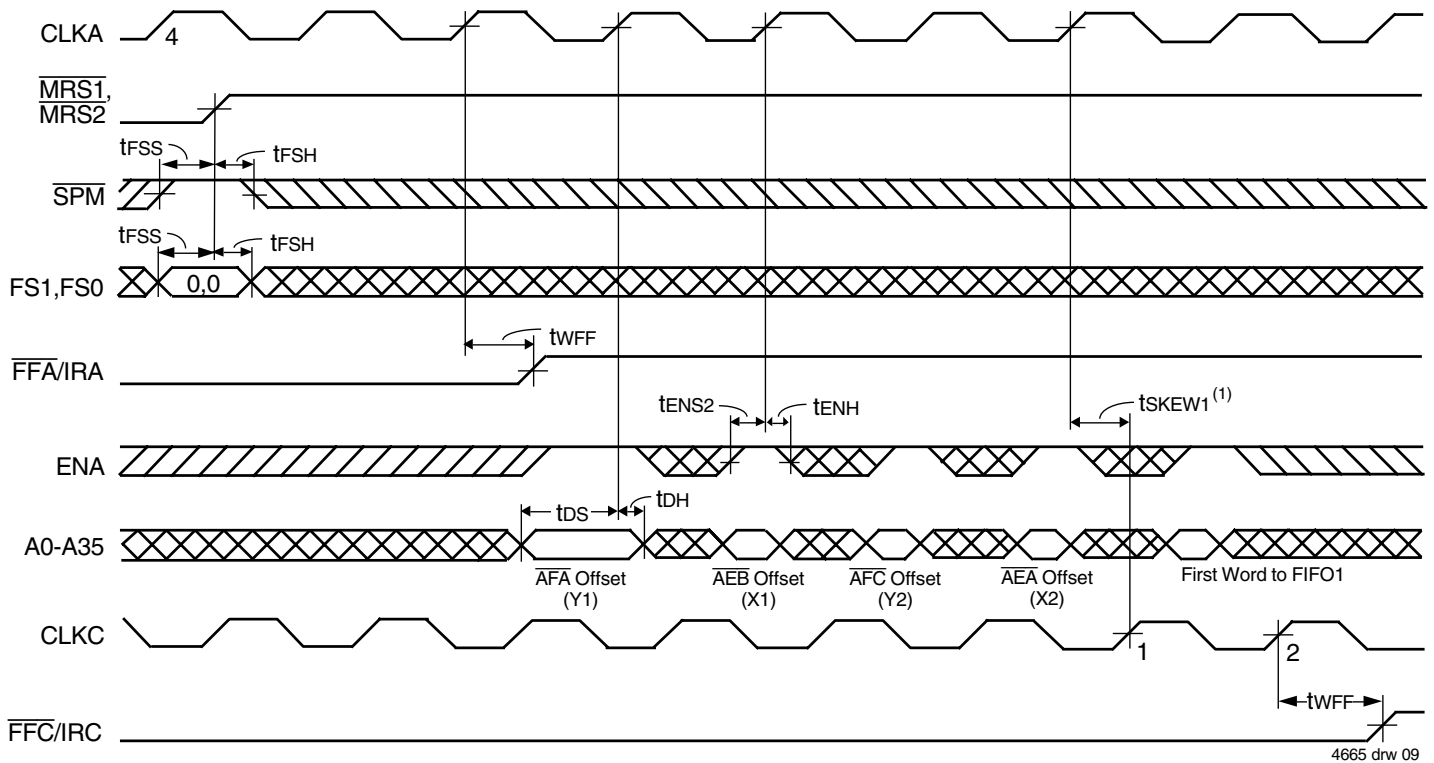 CLKA
4
MRS1,
MRS2
tFSS
tFSH
SPM
tFSS
tFSH
FS1,FS0
0,0
tWFF
FFA/IRA
tENS2
tENH
tSKEW1(1)
ENA
tDS
tDH
A0-A35
AFA Offset
(Y1)
AEB Offset
(X1)
AFC Offset
(Y2)
AEA Offset
(X2)
First Word to FIFO1
CLKC
1
2
tWFF
FFC/IRC
4665 drw 09